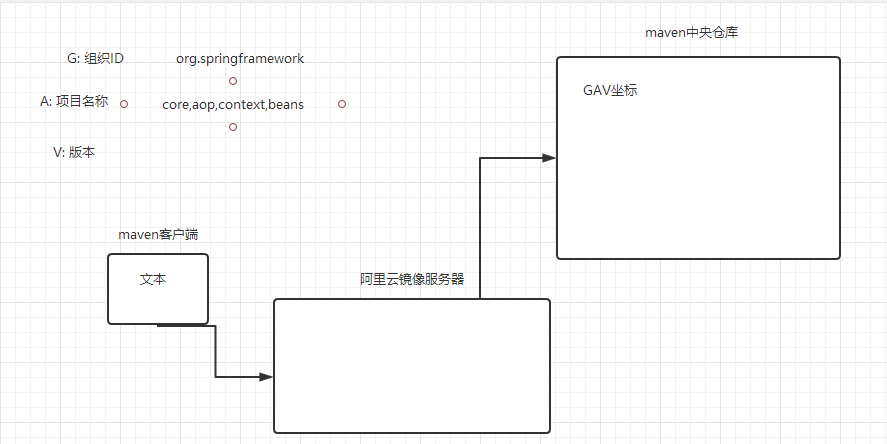 maven中央仓库
G: 组织ID org.springframework
GAV坐标
A: 项目名称 core,aop,context,beans
V: 版本
maven客户端
文本
阿里云镜像服务器